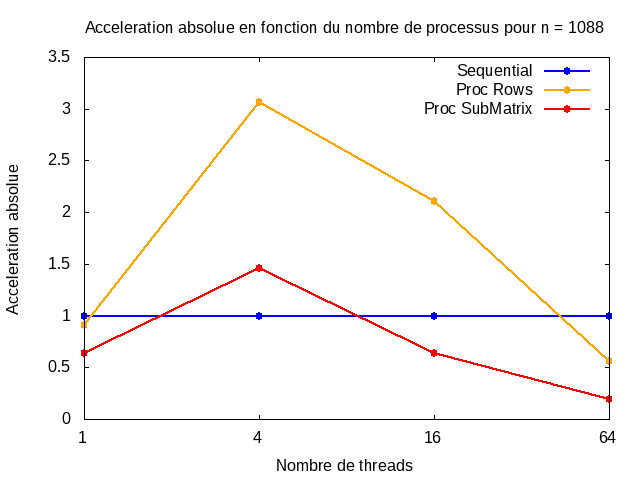 Acceleration absolue en fonction du nombre de processus pour n = 1088
3.5
3
2.5
2
1.5
1
0.5
0
Acceleration absolue
Sequential
Proc Rows
Proc SubMatrix
1
4
16
64
Nombre de threads